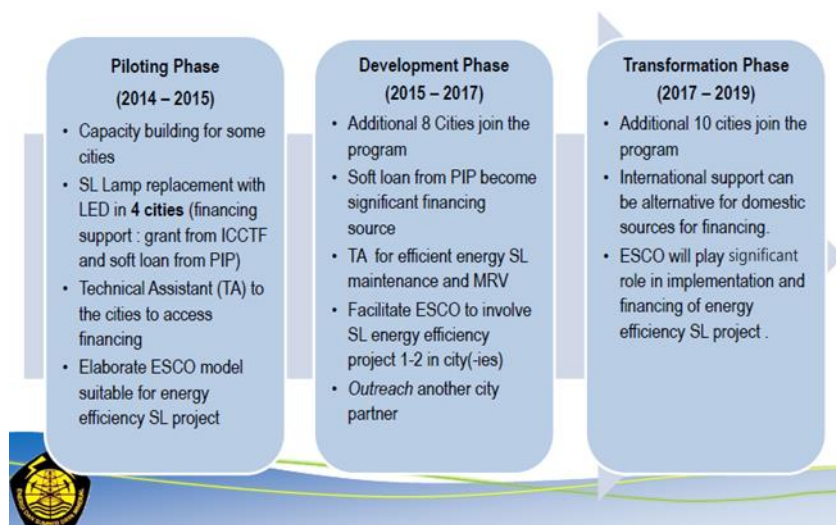 Piloting Phase
(2014 – 2015)
• Capacity building for some
cities
• SL Lamp replacement with
LED in 4 cities (financing
support : grant from ICCTF
and soft loan from PIP)
• Technical Assistant (TA) to
the cities to access
financing
• Elaborate ESCO model
suitable for energy
efficiency SL project
Development Phase
(2015 – 2017)
• Additional 8 Cities join the
program
• Soft loan from PIP become
significant financing
source
• TA for efficient energy SL
maintenance and MRV
• Facilitate ESCO to involve
SL energy efficiency
project 1-2 in city(-ies)
• Outreach another city
partner
Transformation Phase
(2017 – 2019)
• Additional 10 cities join the
program
• International support can
be alternative for domestic
sources for financing.
• ESCO will play significant
role in implementation and
financing of energy
efficiency SL project .